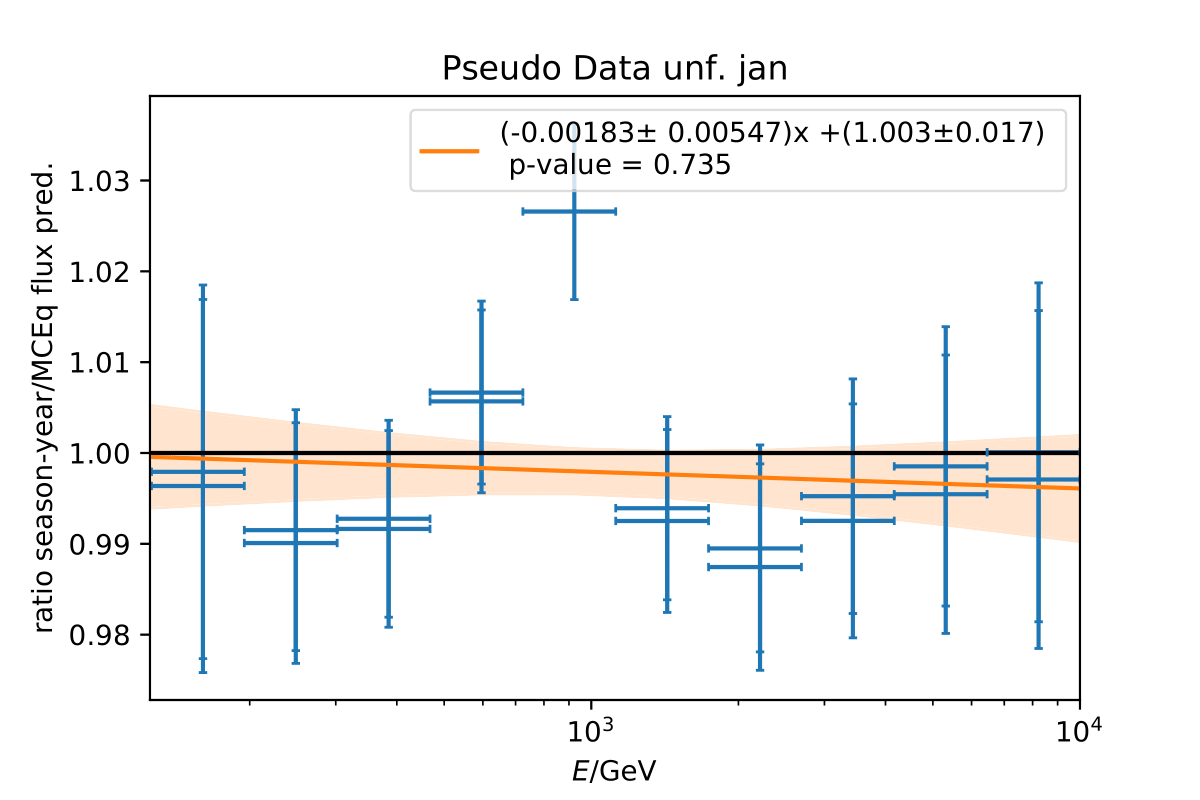 Pseudo Data unf. jan
(-0.00183± 0.00547)x +(1.003±0.017)
p-value = 0.735
ratio season-year/MCEq flux pred.
1.03
1.02
1.01
1.00
0.99
0.98
10³
10⁴
E/GeV